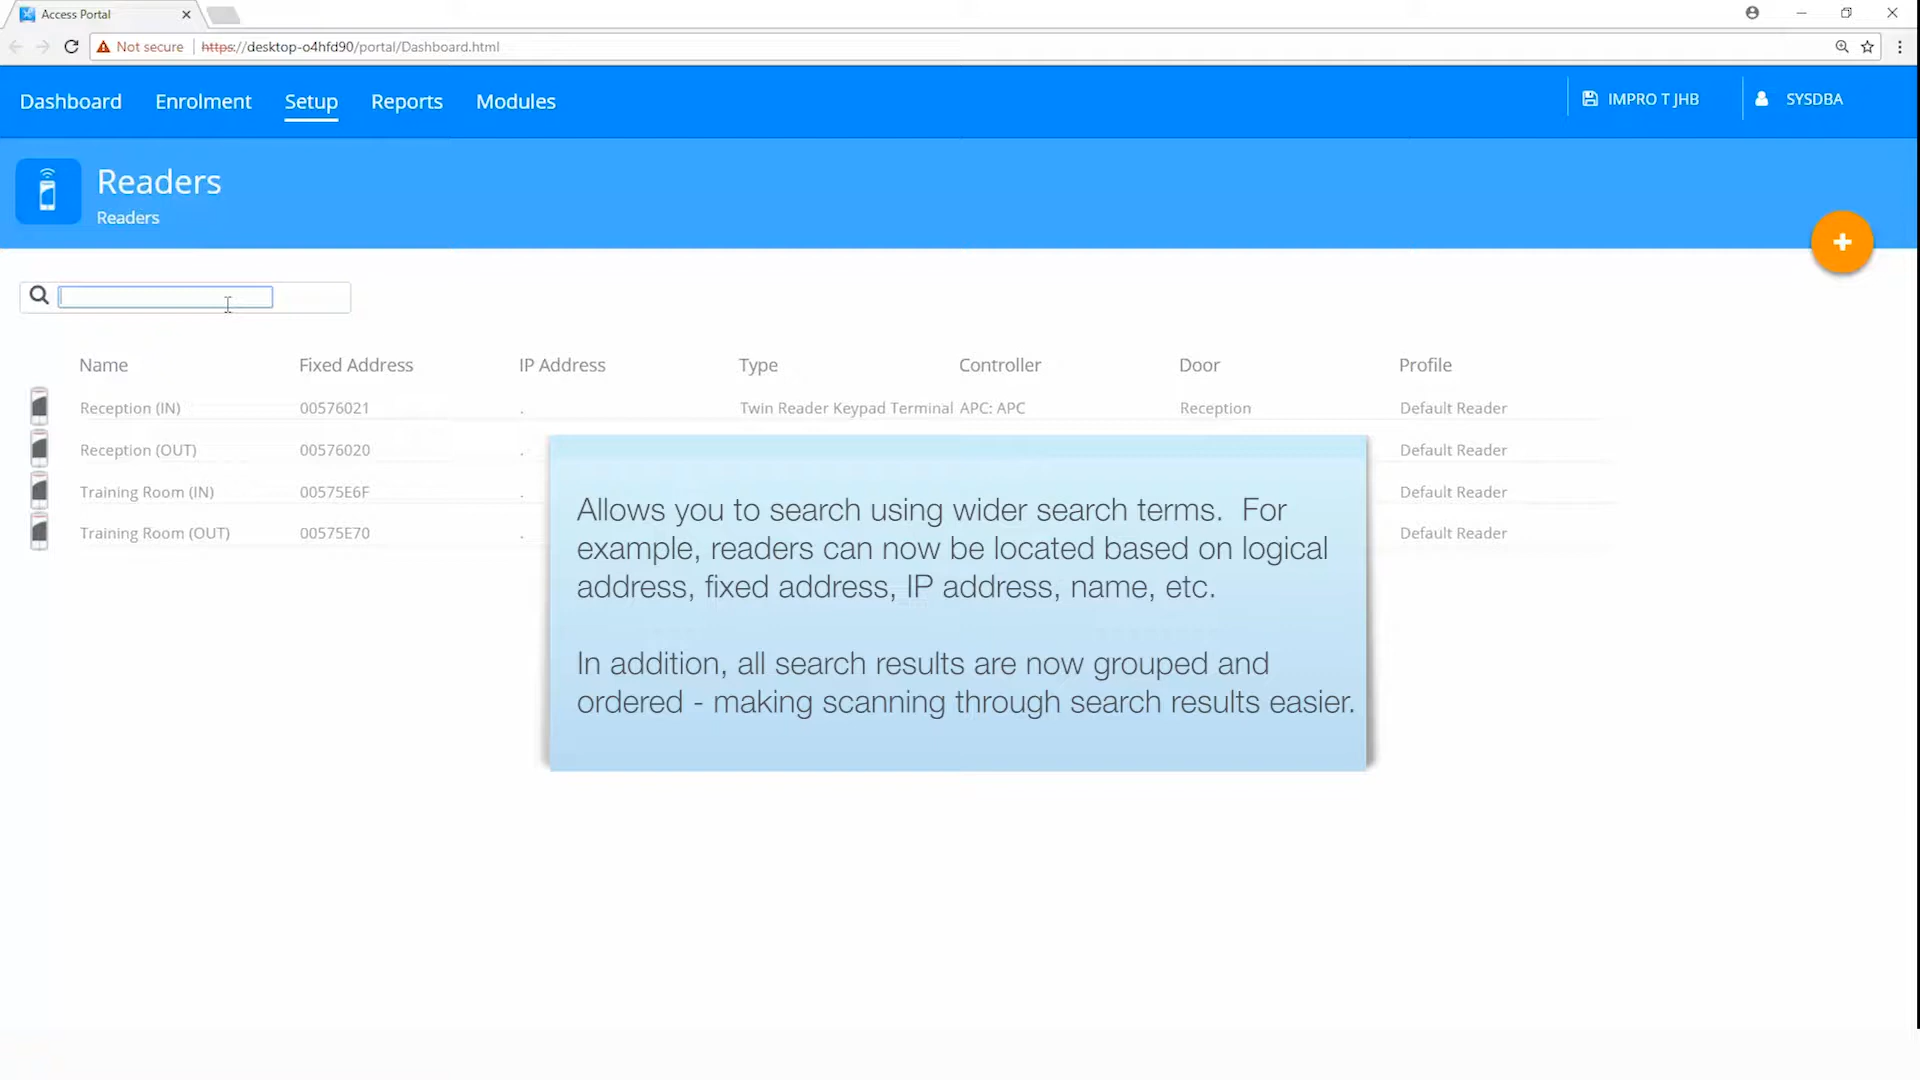 Access Portal
Not secure https://desktop-o4hfd90/portal/Dashboard.html
Dashboard Enrolment Setup Reports Modules IMPRO T JHB SYSDBA
Readers
Readers
Name Fixed Address IP Address Type Controller Door Profile
Reception (IN) 00576021 . Twin Reader Keypad Terminal APC: APC Reception Default Reader
Reception (OUT) 00576020 . Default Reader
Training Room (IN) 00575E6F . Default Reader
Training Room (OUT) 00575E70 . Default Reader
Allows you to search using wider search terms. For
example, readers can now be located based on logical
address, fixed address, IP address, name, etc.
In addition, all search results are now grouped and
ordered - making scanning through search results easier.